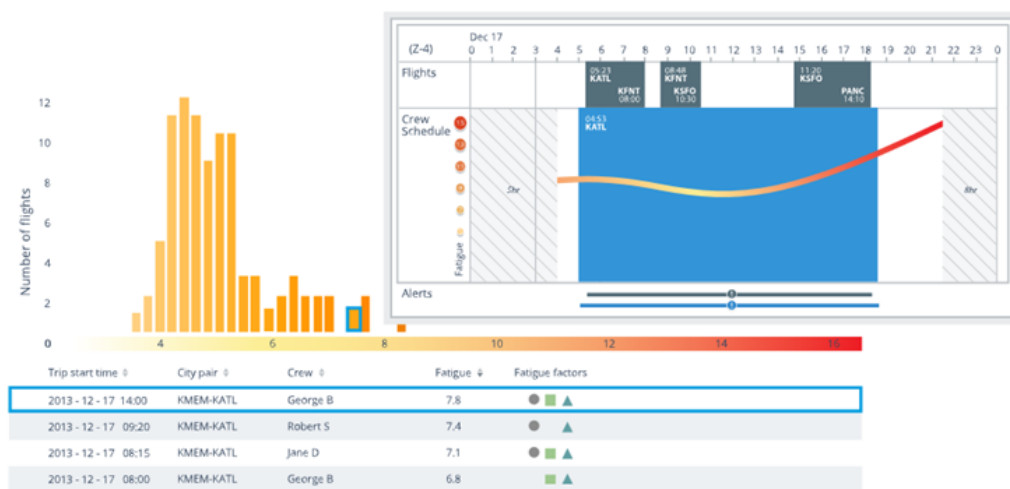 Dec 17
(Z-4) 0 1 2 3 4 5 6 7 8 9 10 11 12 13 14 15 16 17 18 19 20 21 22 23 0
Flights
05:23
KATL
KFNT
08:00
08:48
KFNT
KSFO
10:30
11:20
KSFO
PANC
14:10
Crew
Schedule
04:53
KATL
5hr
8hr
Fatigue
Alerts
Number of flights
12
10
8
6
4
2
0
4 6 8 10 12 14 16
Trip start time City pair Crew Fatigue Fatigue factors
2013 - 12 - 17 14:00 KMEM-KATL George B 7.8
2013 - 12 - 17 09:20 KMEM-KATL Robert S 7.4
2013 - 12 - 17 08:15 KMEM-KATL Jane D 7.1
2013 - 12 - 17 08:00 KMEM-KATL George B 6.8